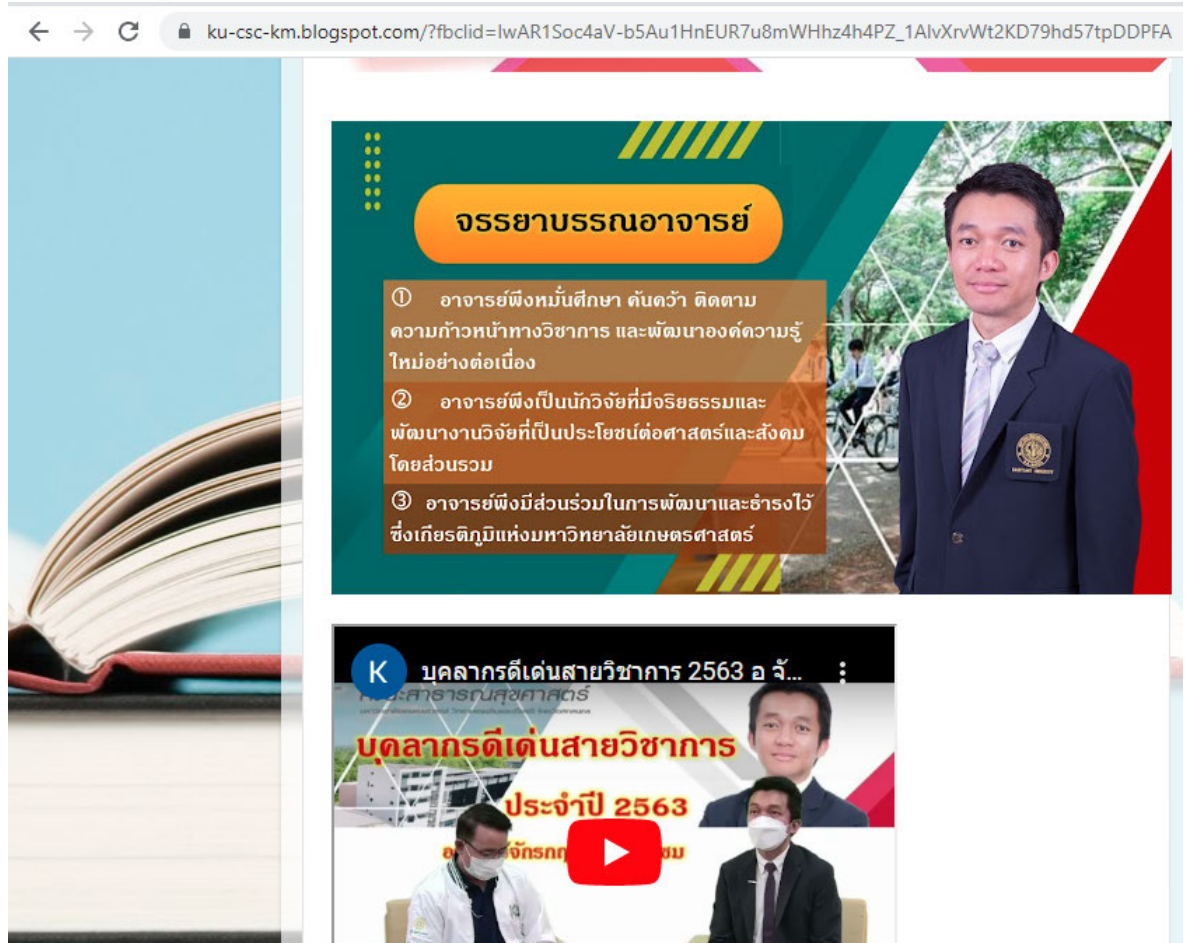 ku-csc-km.blogspot.com/?fbclid=IwAR1Soc4aV-b5Au1HnEUR7u8mWHhz4h4PZ_1AlvXrvWt2KD79hd57tpDDPFA
จรรยาบรรณอาจารย์
① อาจารย์พึงหมั่นศึกษา ค้นคว้า ติดตาม
ความก้าวหน้าทางวิชาการ และพัฒนาองค์ความรู้
ใหม่อย่างต่อเนื่อง
② อาจารย์พึงเป็นนักวิจัยที่มีจริยธรรมและ
พัฒนางานวิจัยที่เป็นประโยชน์ต่อศาสตร์และสังคม
โดยส่วนรวม
③ อาจารย์พึงมีส่วนร่วมในการพัฒนาและธำรงไว้
ซึ่งเกียรติภูมิแห่งมหาวิทยาลัยเกษตรศาสตร์
K บุคลากรดีเด่นสายวิชาการ 2563 อ จั...
คณะสาธารณสุขศาสตร์
บุคลากรดีเด่นสายวิชาการ
ประจำปี 2563